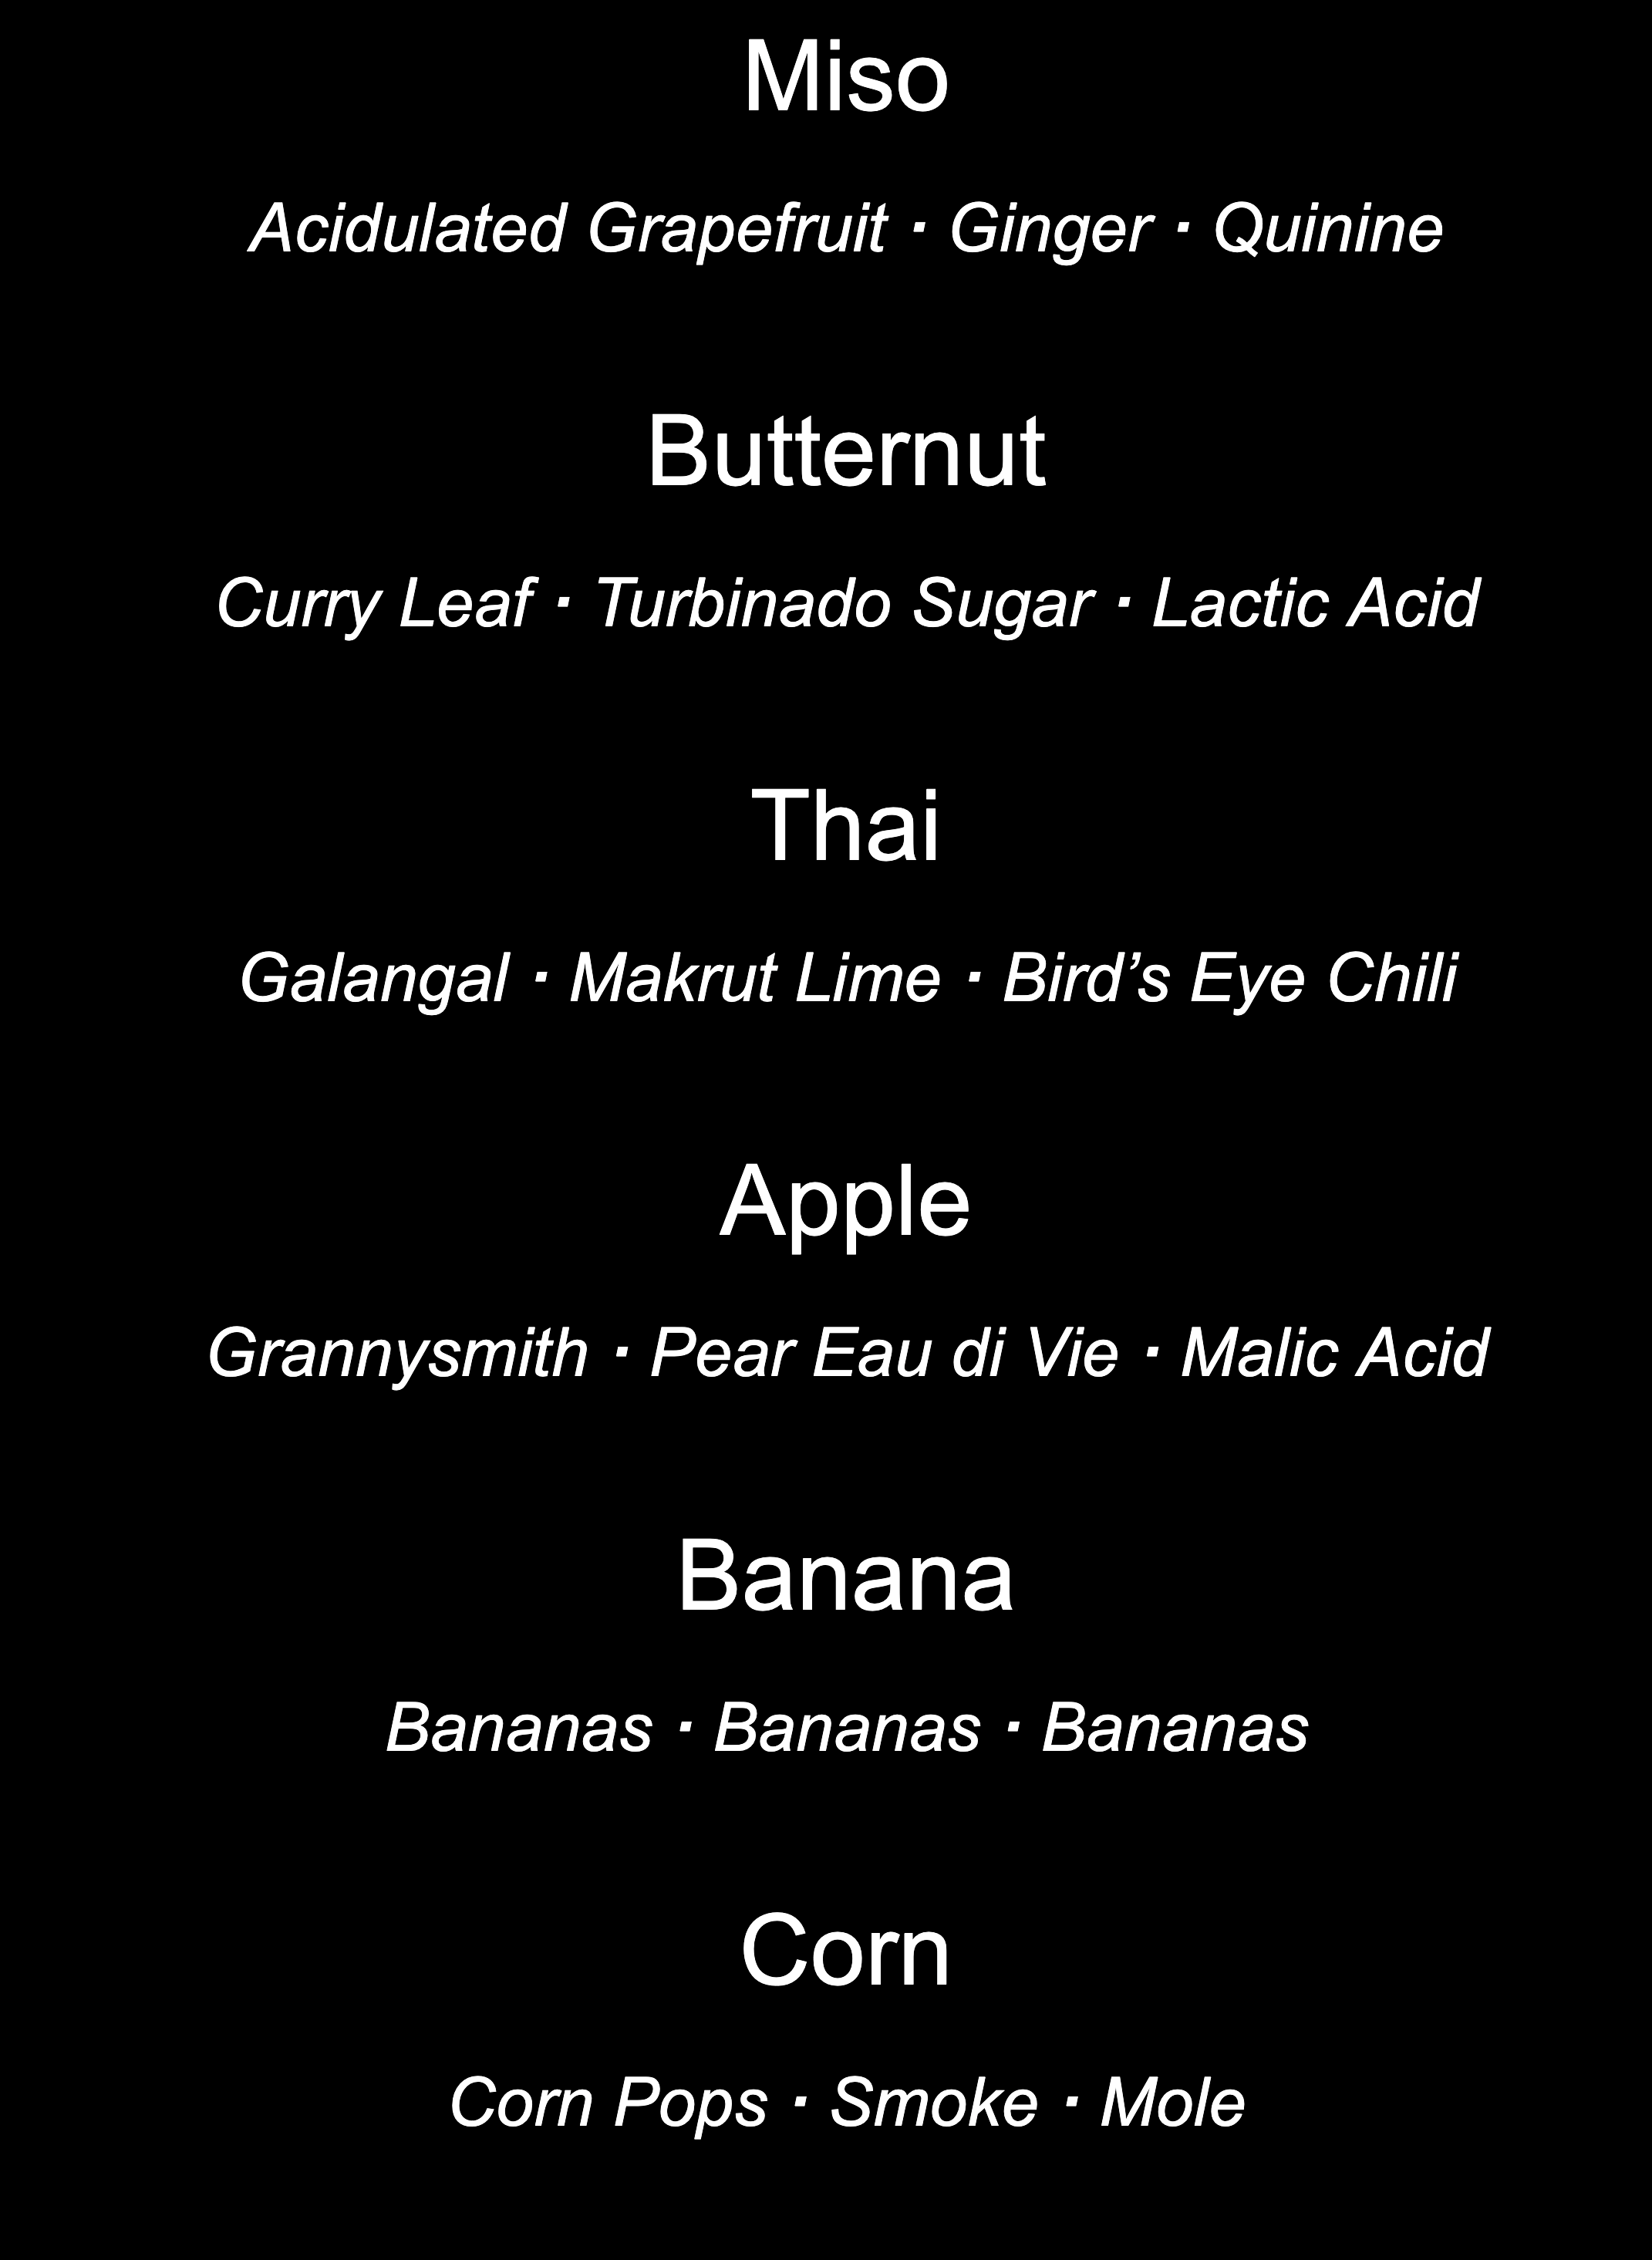 Miso
Acidulated Grapefruit · Ginger · Quinine
Butternut
Curry Leaf · Turbinado Sugar · Lactic Acid
Thai
Galangal · Makrut Lime · Bird’s Eye Chili
Apple
Grannysmith · Pear Eau di Vie · Malic Acid
Banana
Bananas · Bananas · Bananas
Corn
Corn Pops · Smoke · Mole